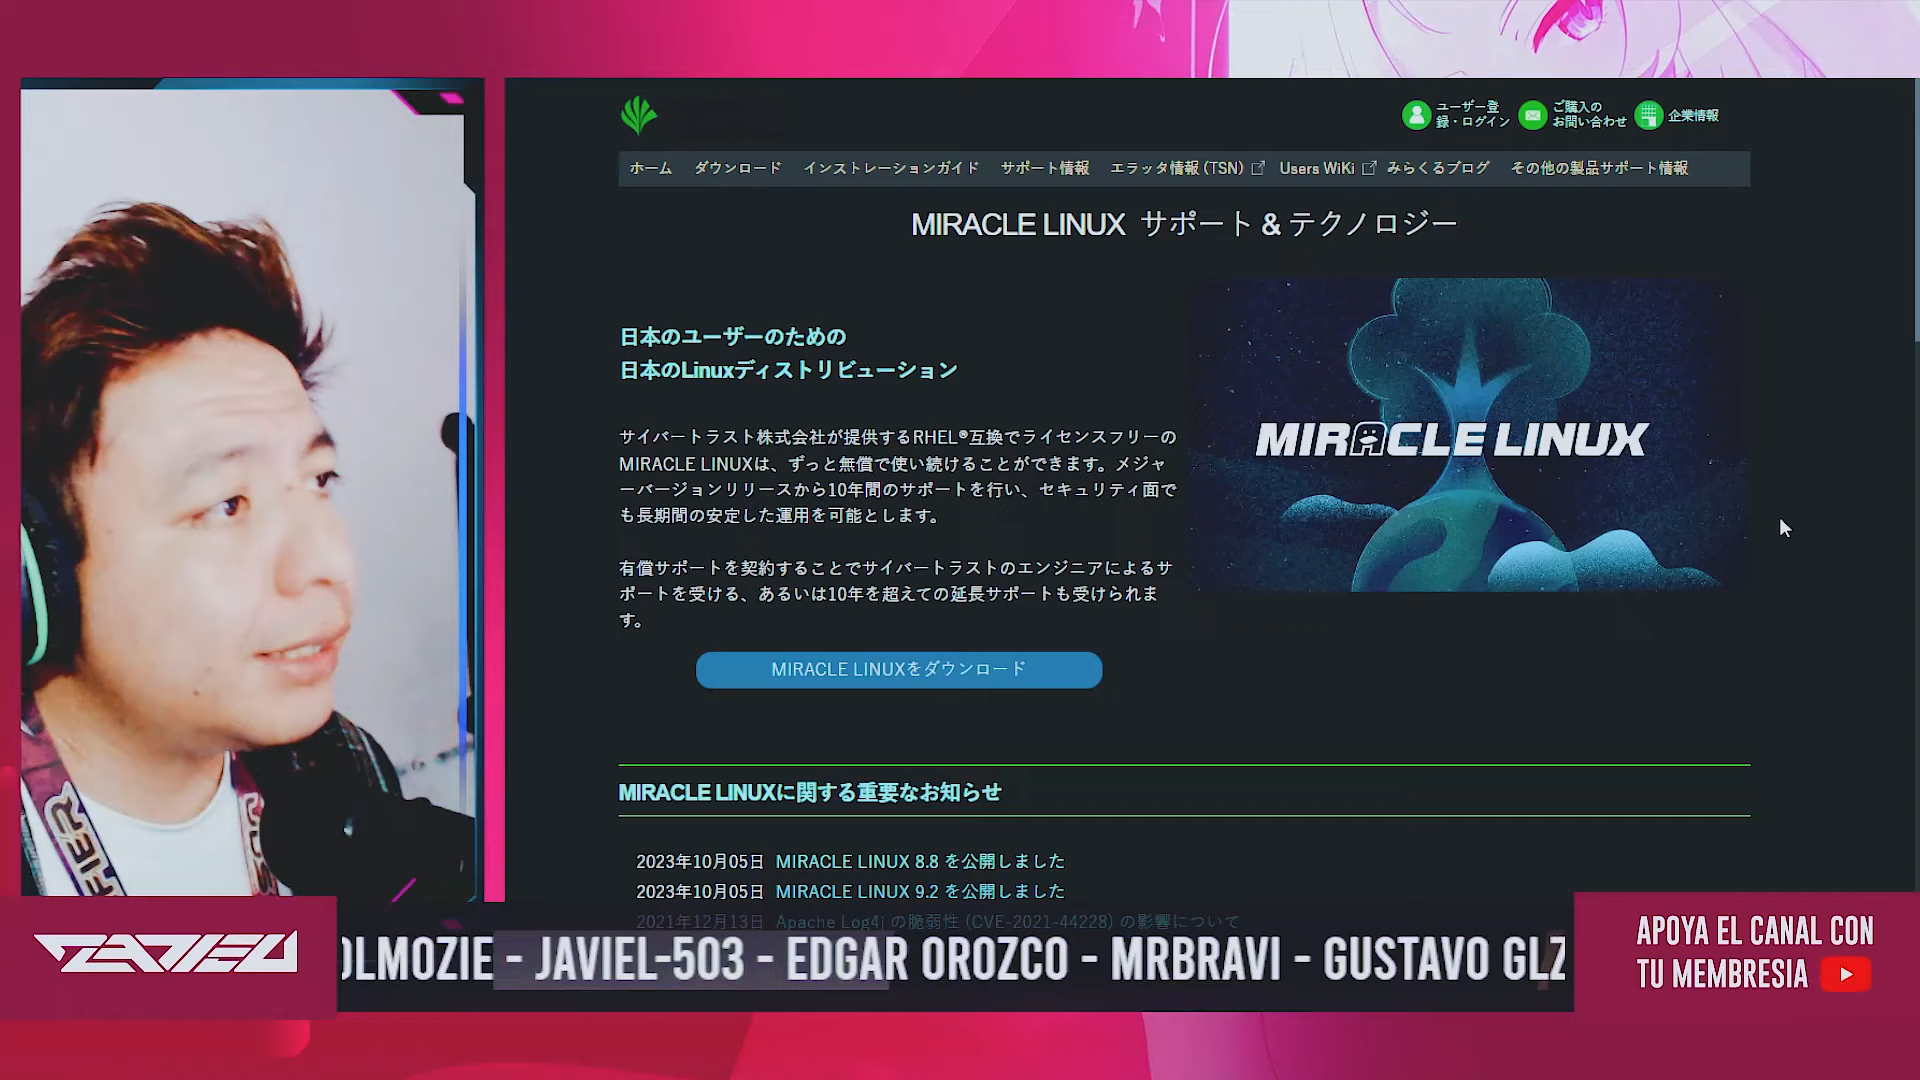 ユーザー登
録・ログイン
ご購入の
お問い合わせ
企業情報
ホーム ダウンロード インストレーションガイド サポート情報 エラッタ情報 (TSN) Users WiKi みらくるブログ その他の製品サポート情報
MIRACLE LINUX サポート & テクノロジー
日本のユーザーのための
日本のLinuxディストリビューション
サイバートラスト株式会社が提供するRHEL®互換でライセンスフリーの
MIRACLE LINUXは、ずっと無償で使い続けることができます。メジャ
ーバージョンリリースから10年間のサポートを行い、セキュリティ面で
も長期間の安定した運用を可能とします。
有償サポートを契約することでサイバートラストのエンジニアによるサ
ポートを受ける、あるいは10年を超えての延長サポートも受けられま
す。
MIRACLE LINUXをダウンロード
MIRACLE LINUX
MIRACLE LINUXに関する重要なお知らせ
2023年10月05日 MIRACLE LINUX 8.8 を公開しました
2023年10月05日 MIRACLE LINUX 9.2 を公開しました
2021年12月13日 Apache Log4j の脆弱性 (CVE-2021-44228) の影響について
OLMOZIE - JAVIEL-503 - EDGAR OROZCO - MRBRAVI - GUSTAVO GLZ
APOYA EL CANAL CON
TU MEMBRESIA